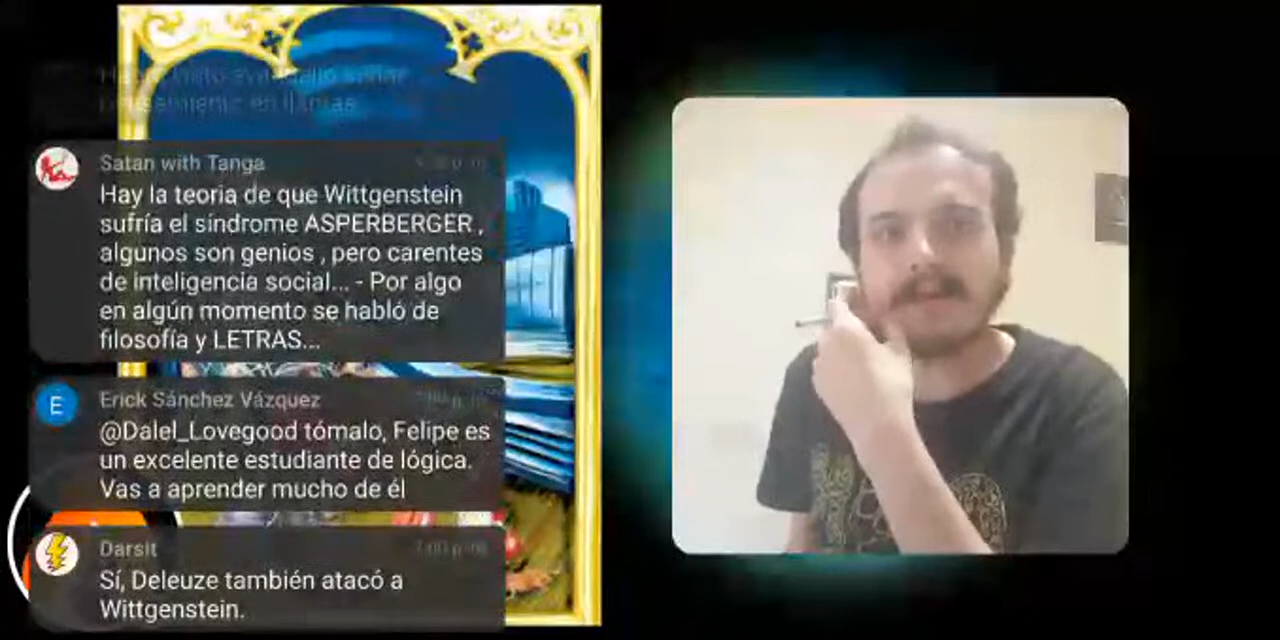 Satan with Tanga
Hay la teoria de que Wittgenstein
sufría el síndrome ASPERBERGER ,
algunos son genios , pero carentes
de inteligencia social... - Por algo
en algún momento se habló de
filosofía y LETRAS...
E
Erick Sánchez Vázquez
@Dalel_Lovegood tómalo, Felipe es
un excelente estudiante de lógica.
Vas a aprender mucho de él
Darsit
Sí, Deleuze también atacó a
Wittgenstein.